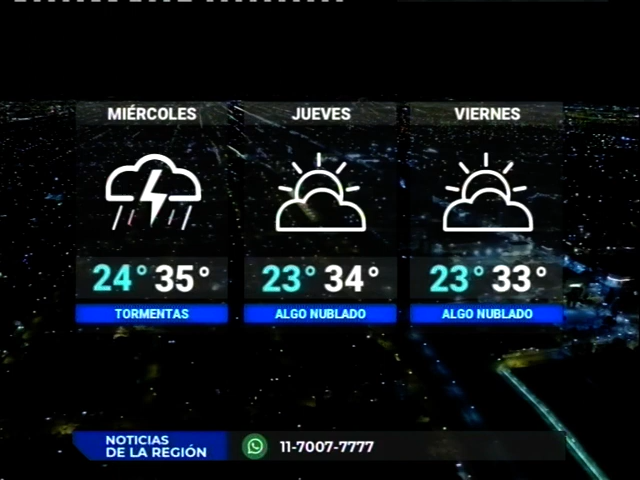 MIÉRCOLES
JUEVES
VIERNES
24° 35°
23° 34°
23° 33°
TORMENTAS
ALGO NUBLADO
ALGO NUBLADO
NOTICIAS
DE LA REGIÓN
11-7007-7777